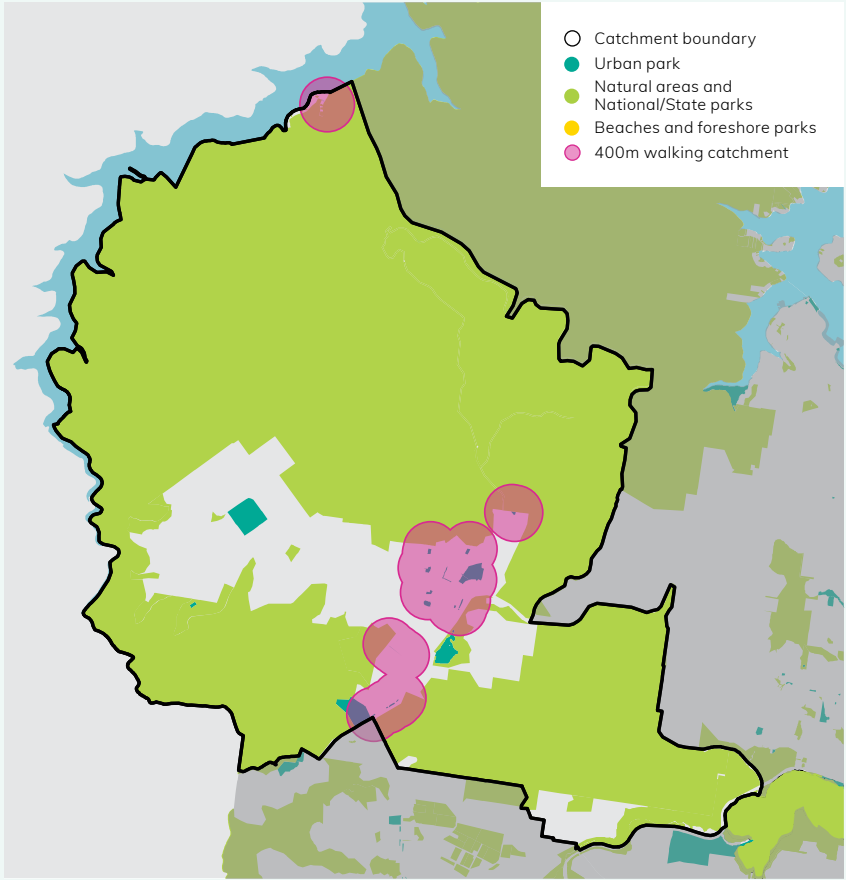 Catchment boundary
Urban park
Natural areas and
National/State parks
Beaches and foreshore parks
400m walking catchment